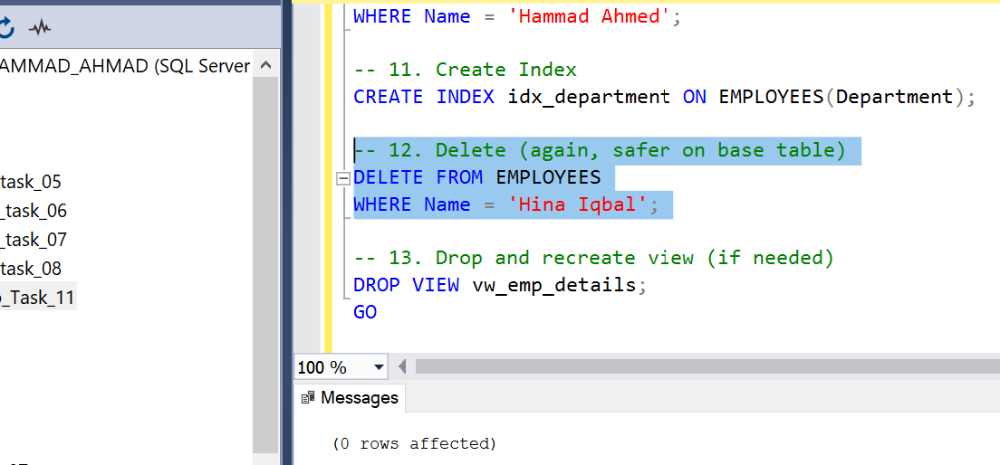 WHERE Name = 'Hammad Ahmed';
AMMAD_AHMAD (SQL Server
-- 11. Create Index
CREATE INDEX idx_department ON EMPLOYEES(Department);
-- 12. Delete (again, safer on base table)
task_05
DELETE FROM EMPLOYEES
_task_06
WHERE Name = 'Hina Iqbal';
_task_07
-- 13. Drop and recreate view (if needed)
task_08
DROP VIEW vw_emp_details;
_Task_11
GO
100 %
Messages
(0 rows affected)